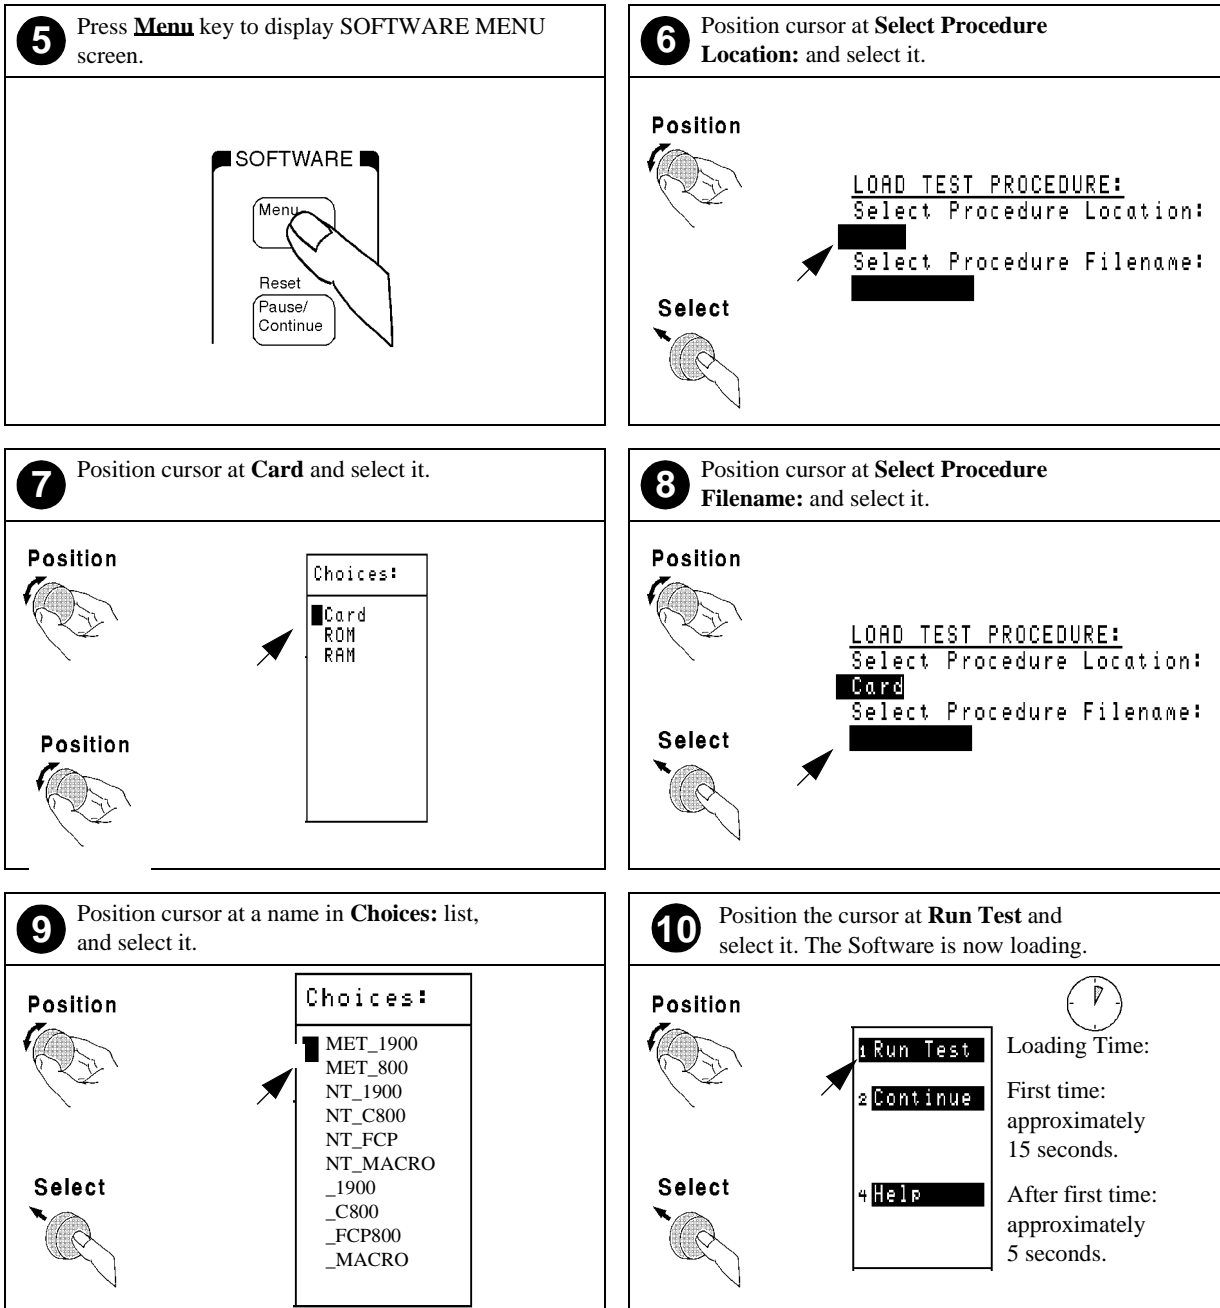 5
Press Menu key to display SOFTWARE MENU
screen.
SOFTWARE
Menu
Reset
Pause/
Continue
6
Position cursor at Select Procedure
Location: and select it.
Position
LOAD TEST PROCEDURE:
Select Procedure Location:
Select Procedure Filename:
Select
7
Position cursor at Card and select it.
Position
Choices:
Card
ROM
RAM
Position
8
Position cursor at Select Procedure
Filename: and select it.
Position
LOAD TEST PROCEDURE:
Select Procedure Location:
Card
Select Procedure Filename:
Select
9
Position cursor at a name in Choices: list,
and select it.
Position
Choices:
MET_1900
MET_800
NT_1900
NT_C800
NT_FCP
NT_MACRO
_1900
_C800
_FCP800
_MACRO
Select
10
Position the cursor at Run Test and
select it. The Software is now loading.
Position
1 Run Test
2 Continue
4 Help
Loading Time:
First time:
approximately
15 seconds.
After first time:
approximately
5 seconds.
Select